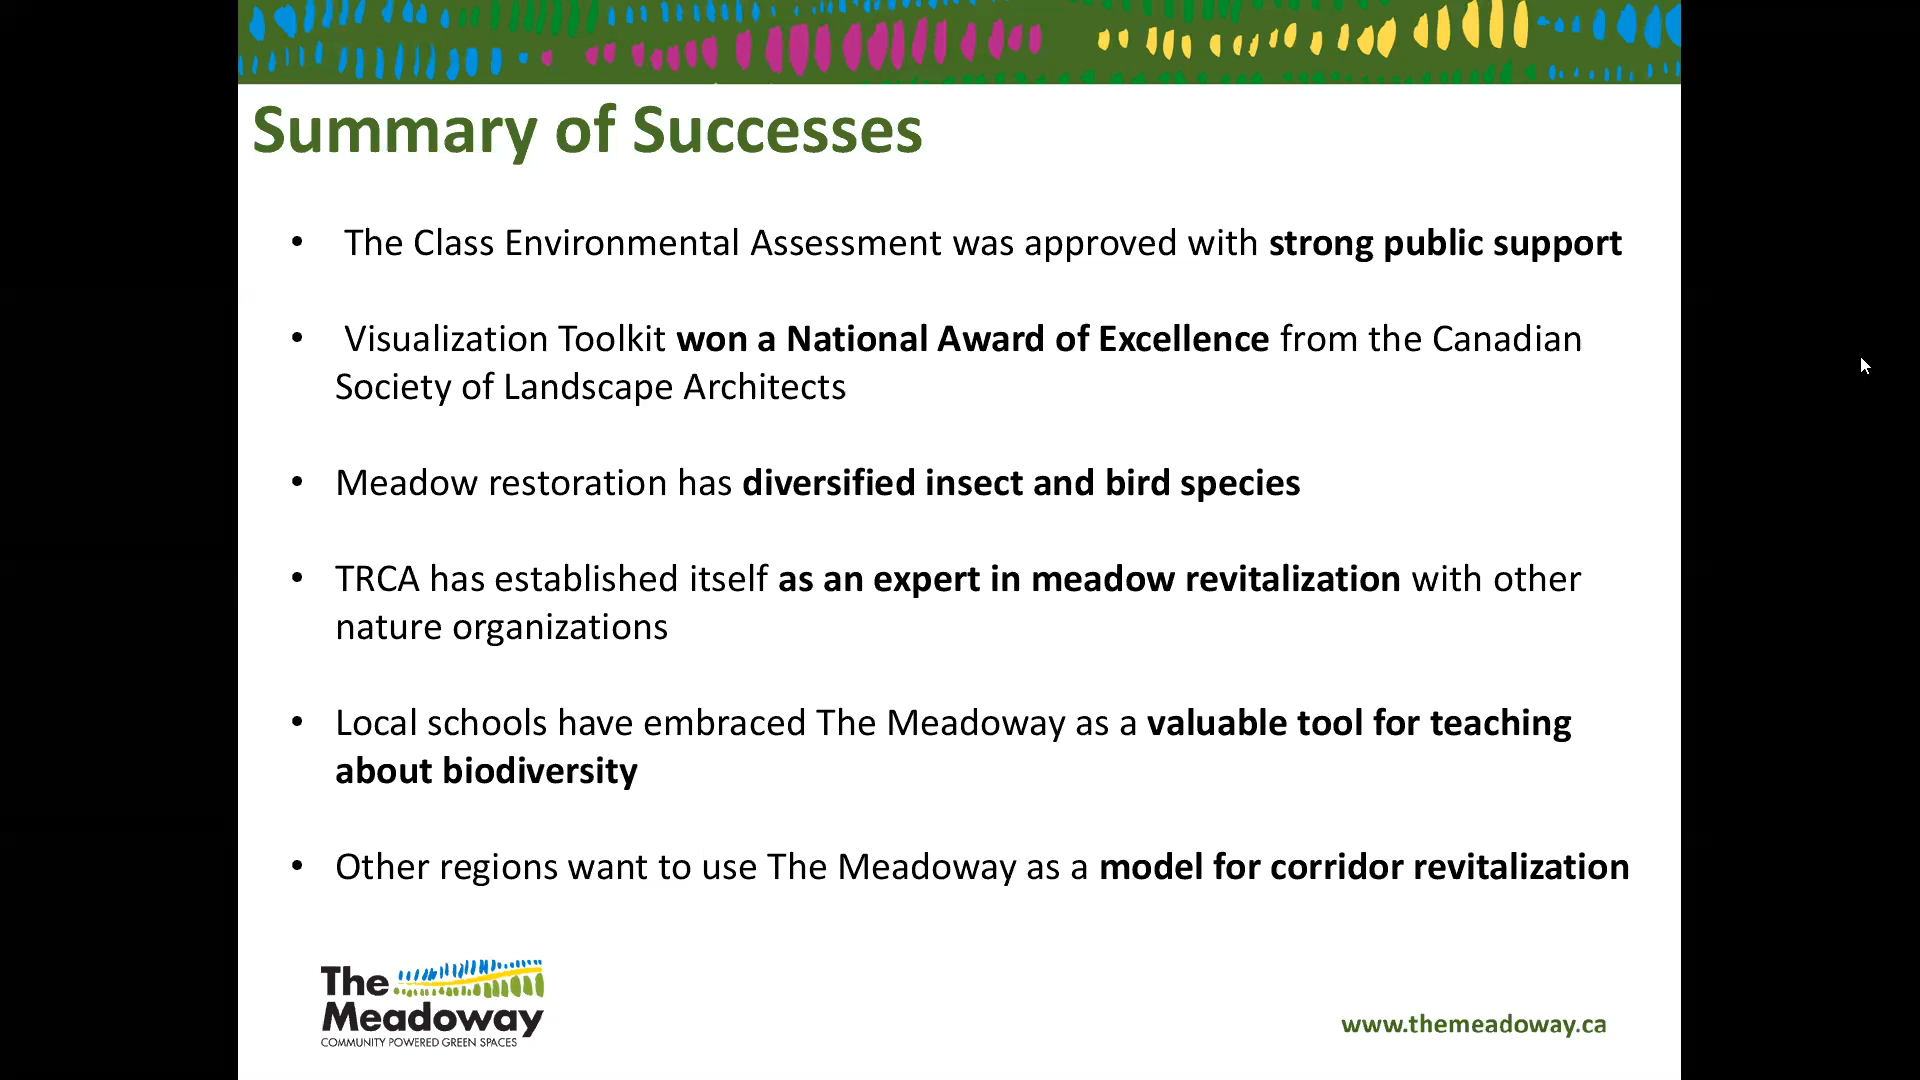 Summary of Successes
• The Class Environmental Assessment was approved with strong public support
• Visualization Toolkit won a National Award of Excellence from the Canadian
Society of Landscape Architects
• Meadow restoration has diversified insect and bird species
• TRCA has established itself as an expert in meadow revitalization with other
nature organizations
• Local schools have embraced The Meadoway as a valuable tool for teaching
about biodiversity
• Other regions want to use The Meadoway as a model for corridor revitalization
The
Meadoway
COMMUNITY POWERED GREEN SPACES
www.themeadoway.ca